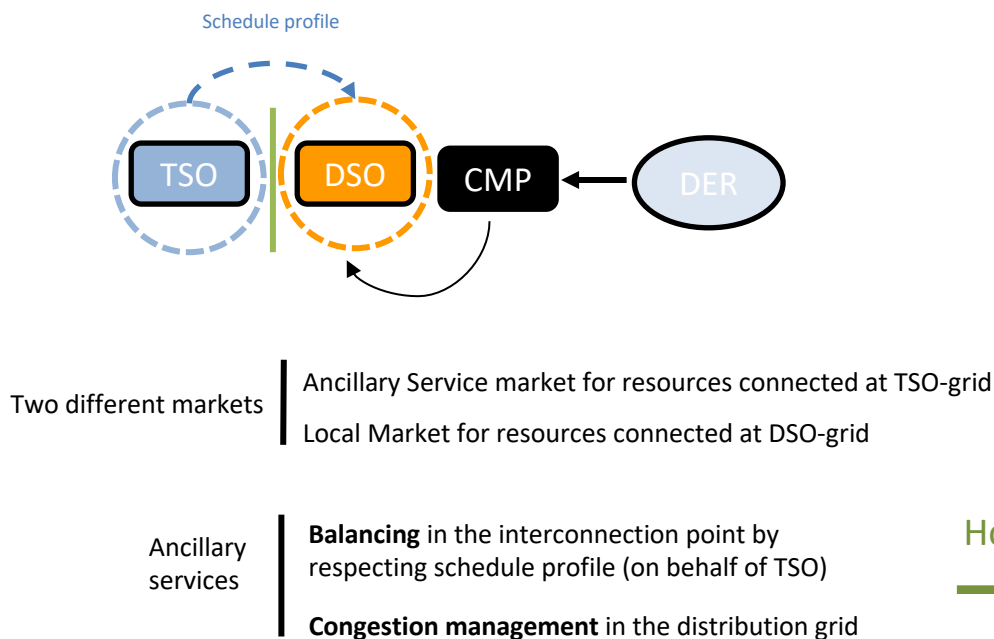 Schedule profile
TSO
DSO
CMP
DER
Two different markets
Ancillary Service market for resources connected at TSO-grid
Local Market for resources connected at DSO-grid
Ancillary
services
Balancing in the interconnection point by
respecting schedule profile (on behalf of TSO)
Congestion management in the distribution grid